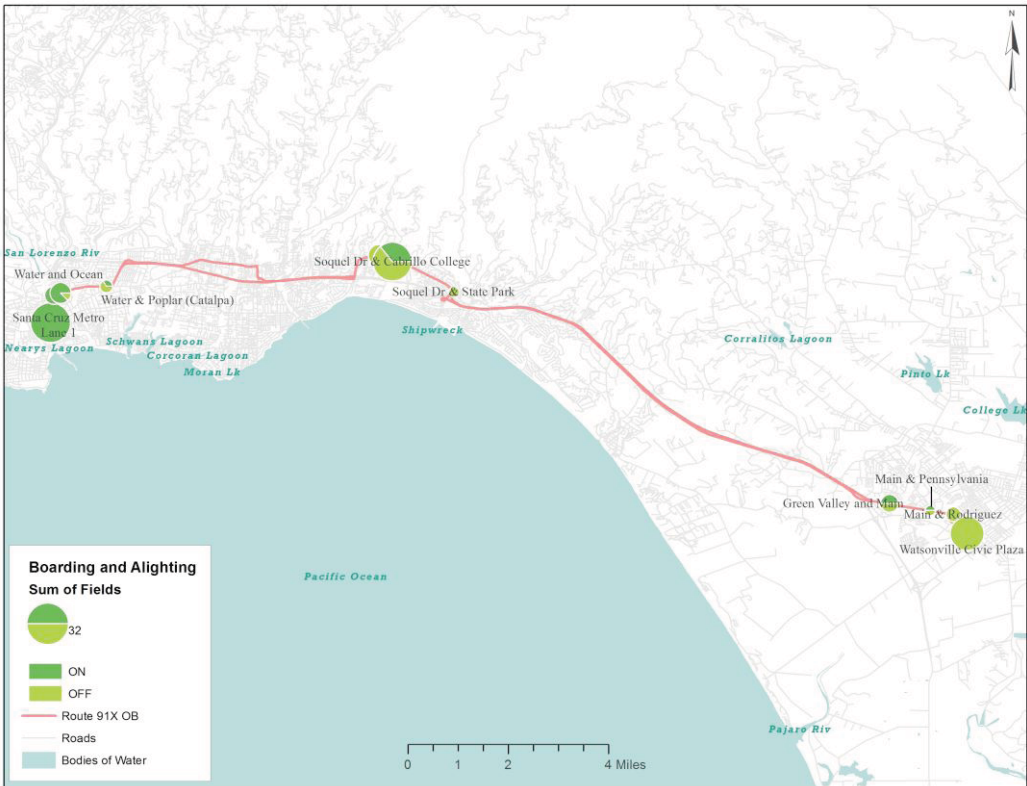 N
San Lorenzo Riv
Water and Ocean
Water & Poplar (Catalpa)
Santa Cruz Metro
Lane 1
Nearys Lagoon
Schwans Lagoon
Corcoran Lagoon
Moran Lk
Soquel Dr & Cabrillo College
Soquel Dr & State Park
Shipwreck
Corralitos Lagoon
Pinto Lk
College Lk
Main & Pennsylvania
Green Valley and Main
Main & Rodriguez
Watsonville Civic Plaza
Pacific Ocean
Pajaro Riv
Boarding and Alighting
Sum of Fields
32
ON
OFF
Route 91X OB
Roads
Bodies of Water
0 1 2 4 Miles